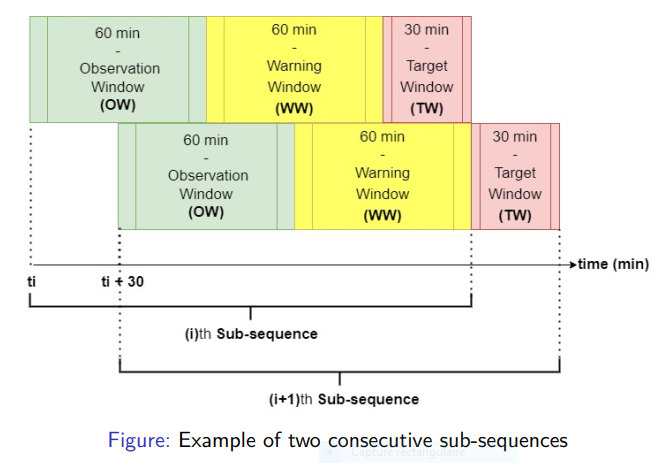 60 min
-
Observation
Window
(OW)
60 min
-
Warning
Window
(WW)
30 min
-
Target
Window
(TW)
60 min
-
Observation
Window
(OW)
60 min
-
Warning
Window
(WW)
30 min
-
Target
Window
(TW)
time (min)
ti
ti + 30
(i)th Sub-sequence
(i+1)th Sub-sequence
Figure: Example of two consecutive sub-sequences
Capture rectangulaire